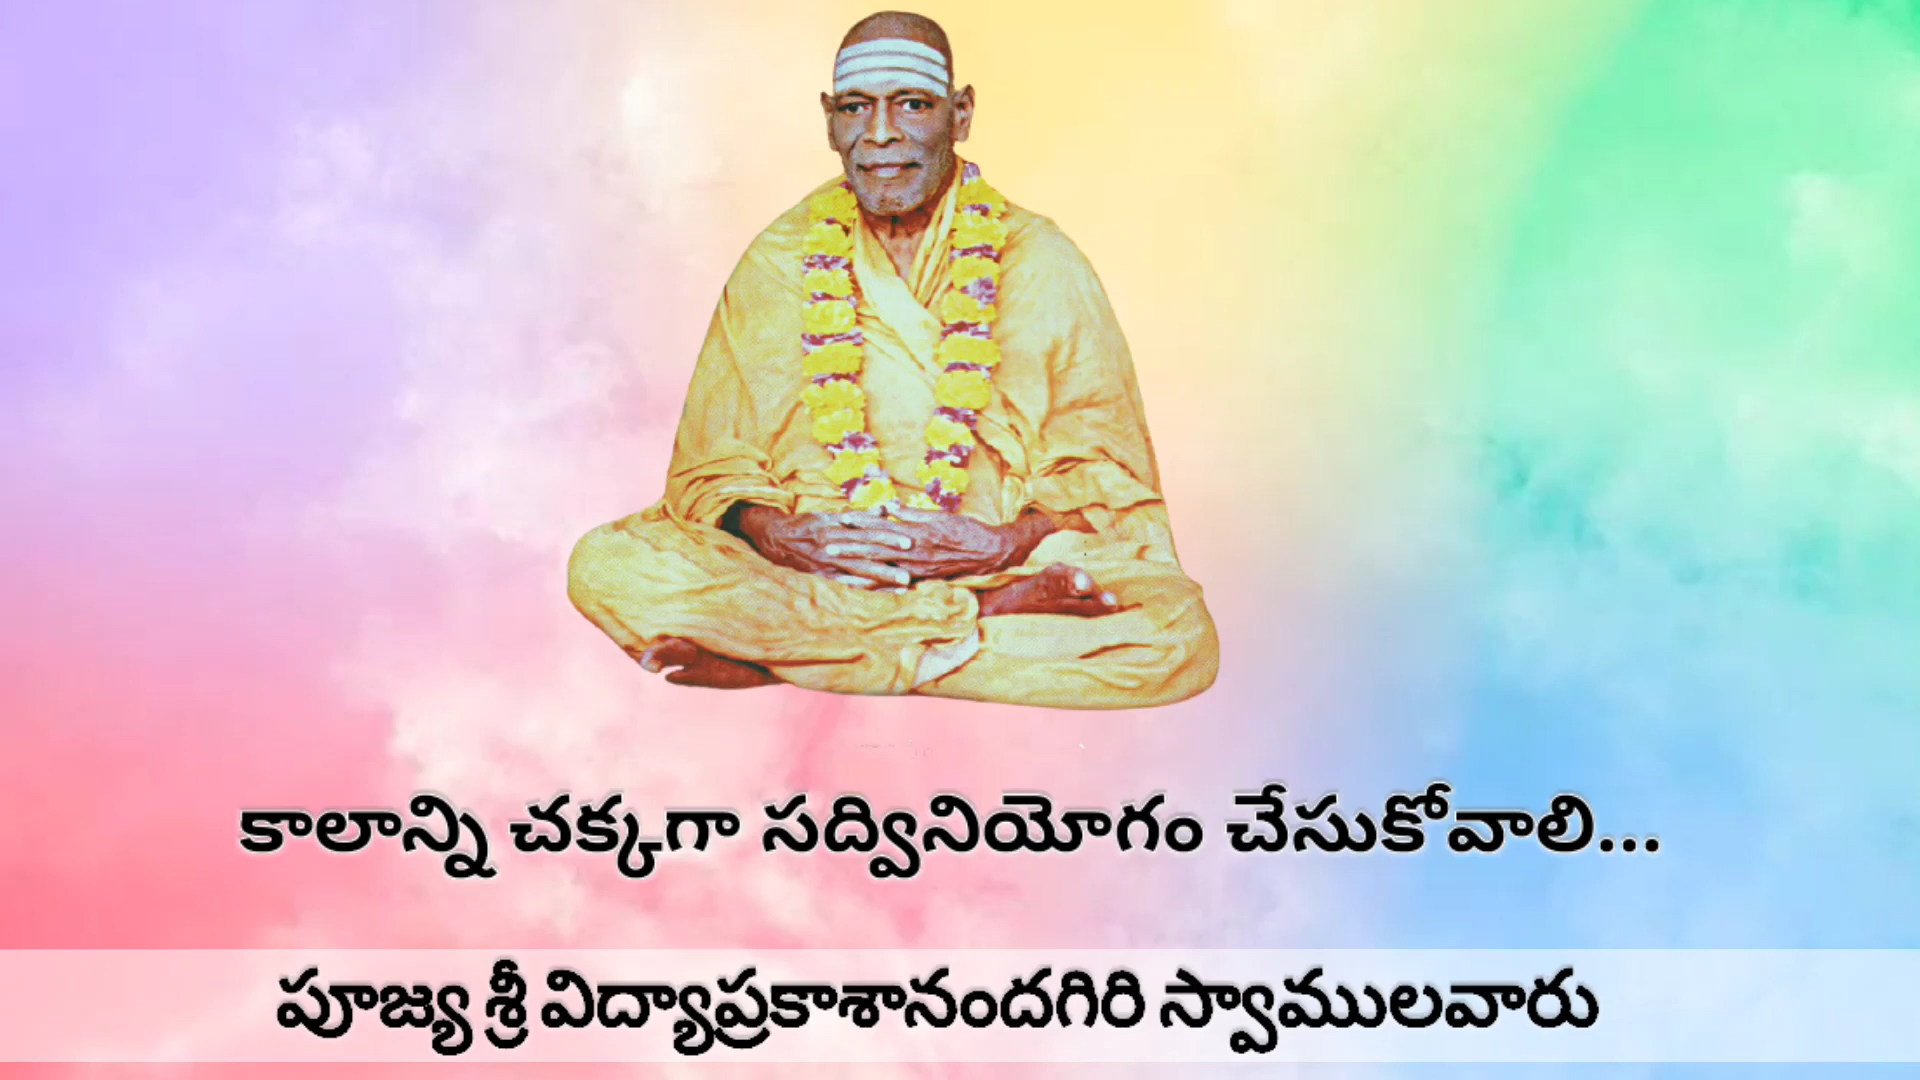 కాలాన్ని చక్కగా సద్వినియోగం చేసుకోవాలి...
పూజ్య శ్రీ విద్యాప్రకాశానందగిరి స్వాములవారు